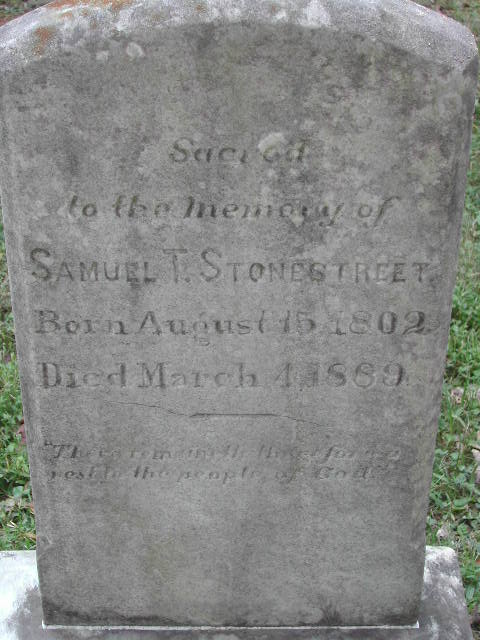 Sacred
to the memory of
SAMUEL T. STONESTREET.
Born August 15, 1802.
Died March 4, 1889.
"There remaineth therefore a
rest to the people of God."